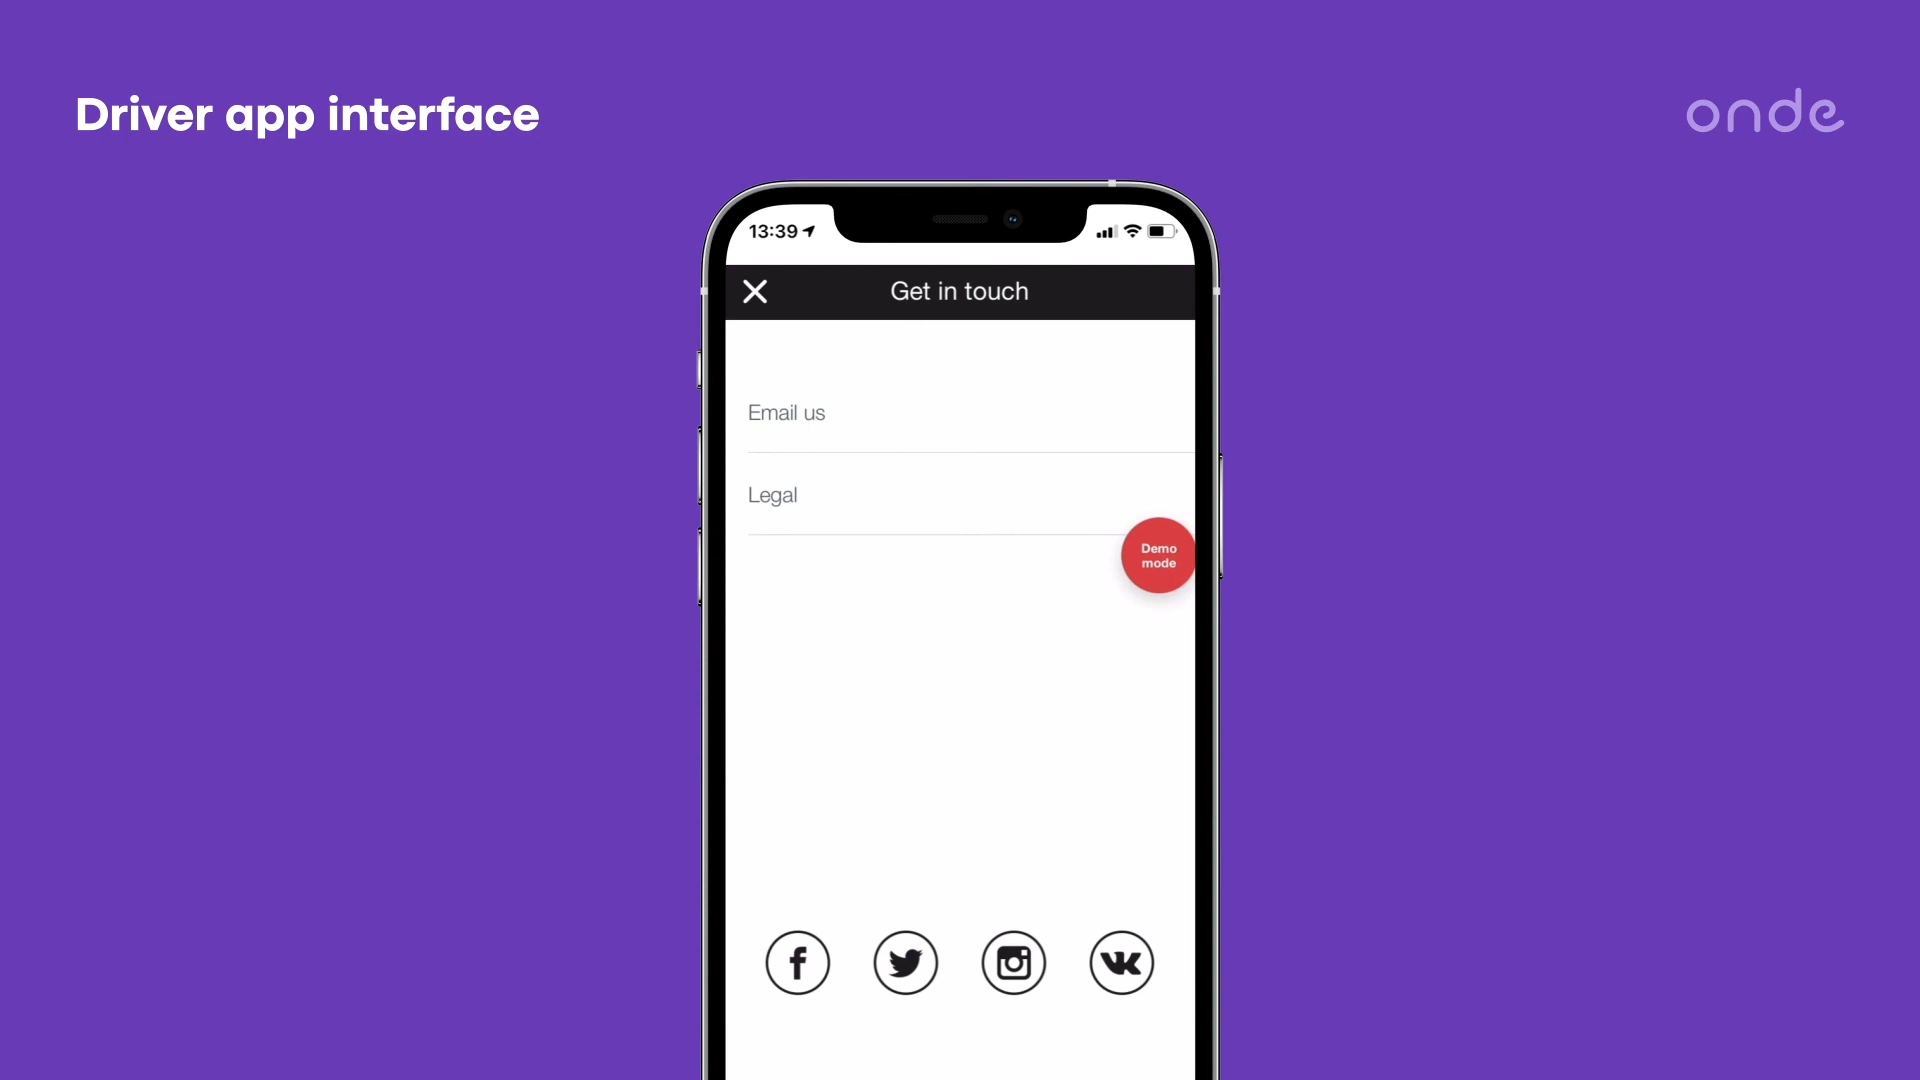 Driver app interface
onde
13:39
Get in touch
Email us
Legal
Demo
mode